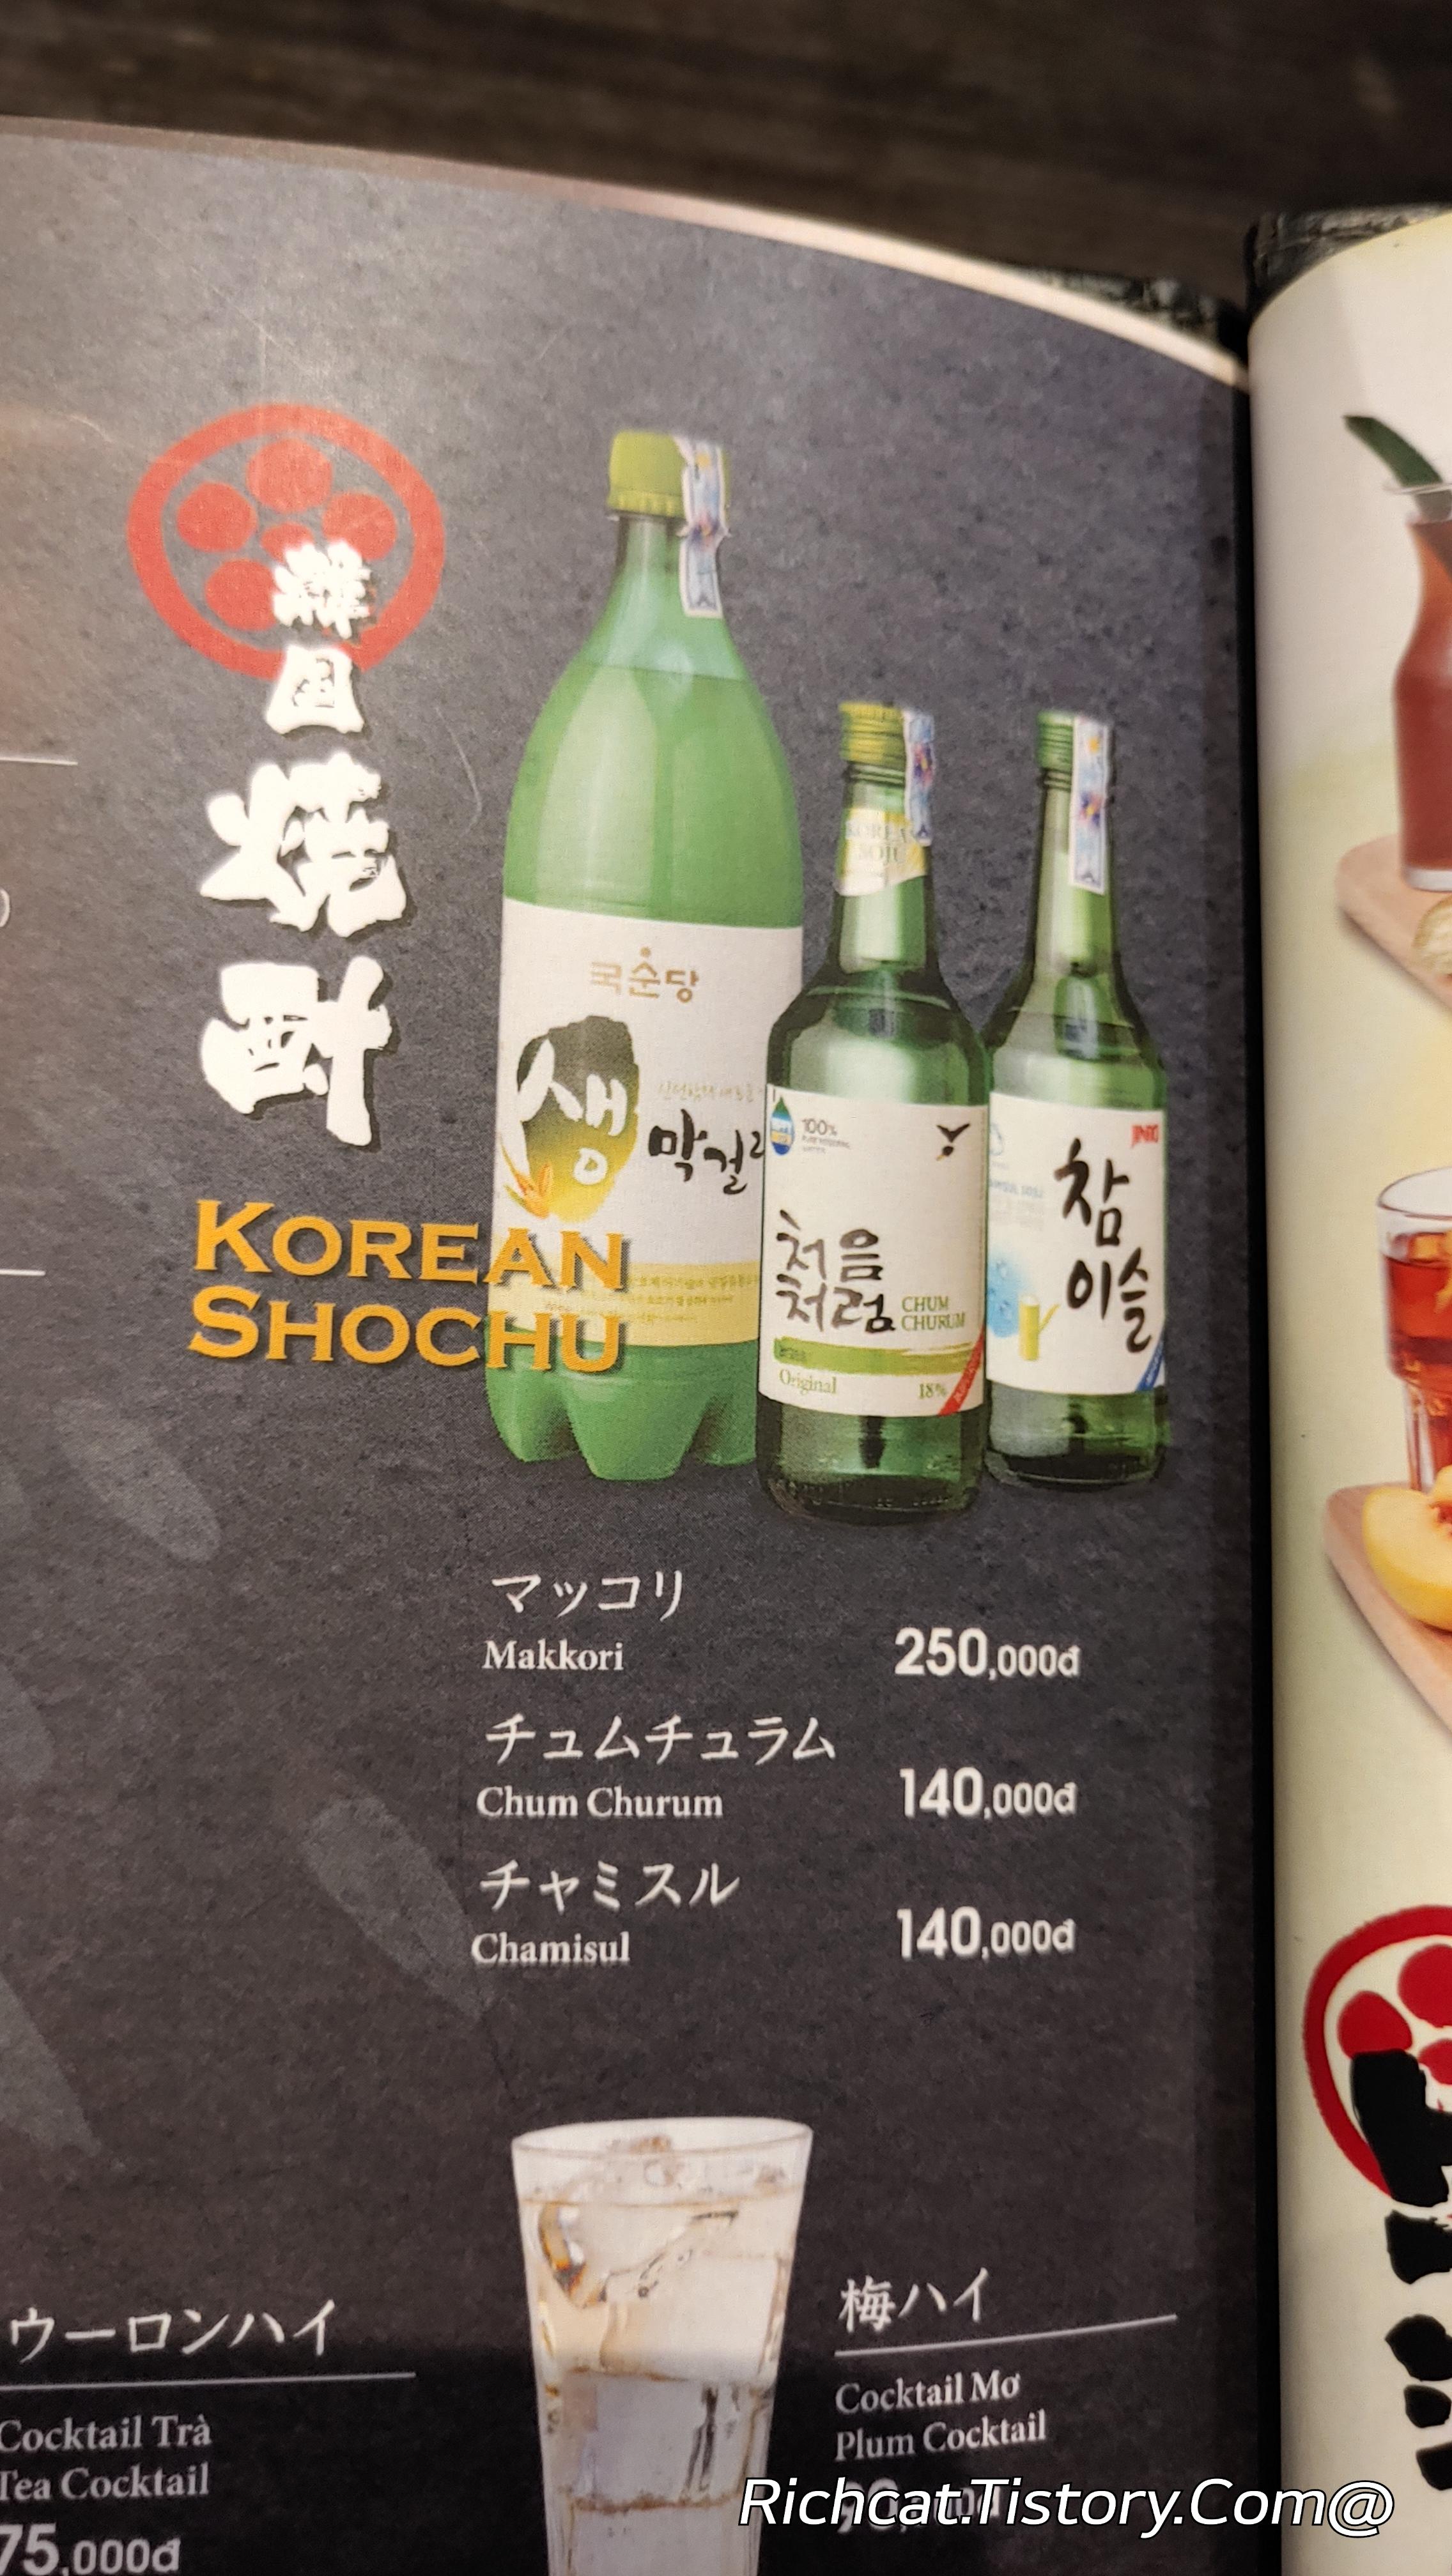 韓国焼酎
KOREAN
SHOCHU
국순당
생
막걸리
KOREAN
SOJU
100%
처음
처럼
CHUM
CHURUM
Original
18%
JINRO
참
이슬
マッコリ
Makkori
250,000đ
チュムチュラム
Chum Churum
140,000đ
チャミスル
Chamisul
140,000đ
ウーロンハイ
Cocktail Trà
Tea Cocktail
75,000đ
梅ハイ
Cocktail Mơ
Plum Cocktail
Richcat.Tistory.Com@